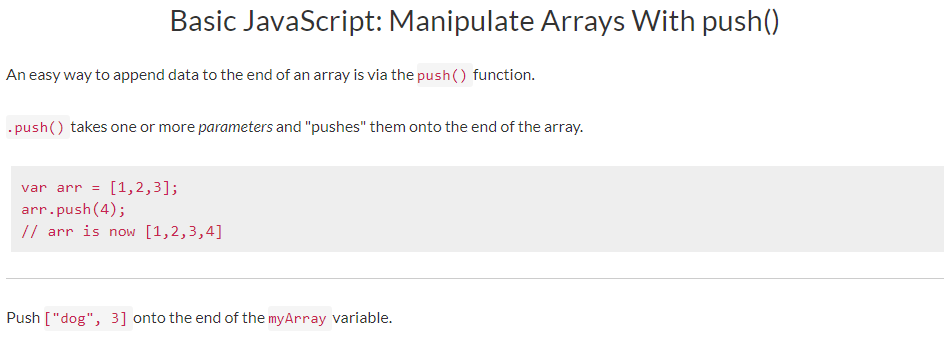 Basic JavaScript: Manipulate Arrays With push()
An easy way to append data to the end of an array is via the push() function.
.push() takes one or more parameters and "pushes" them onto the end of the array.
var arr = [1,2,3];
arr.push(4);
// arr is now [1,2,3,4]
Push ["dog", 3] onto the end of the myArray variable.